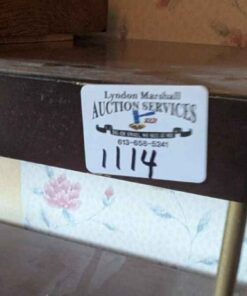 Lyndon Marshall
AUCTION SERVICES
613-658-5241
1114